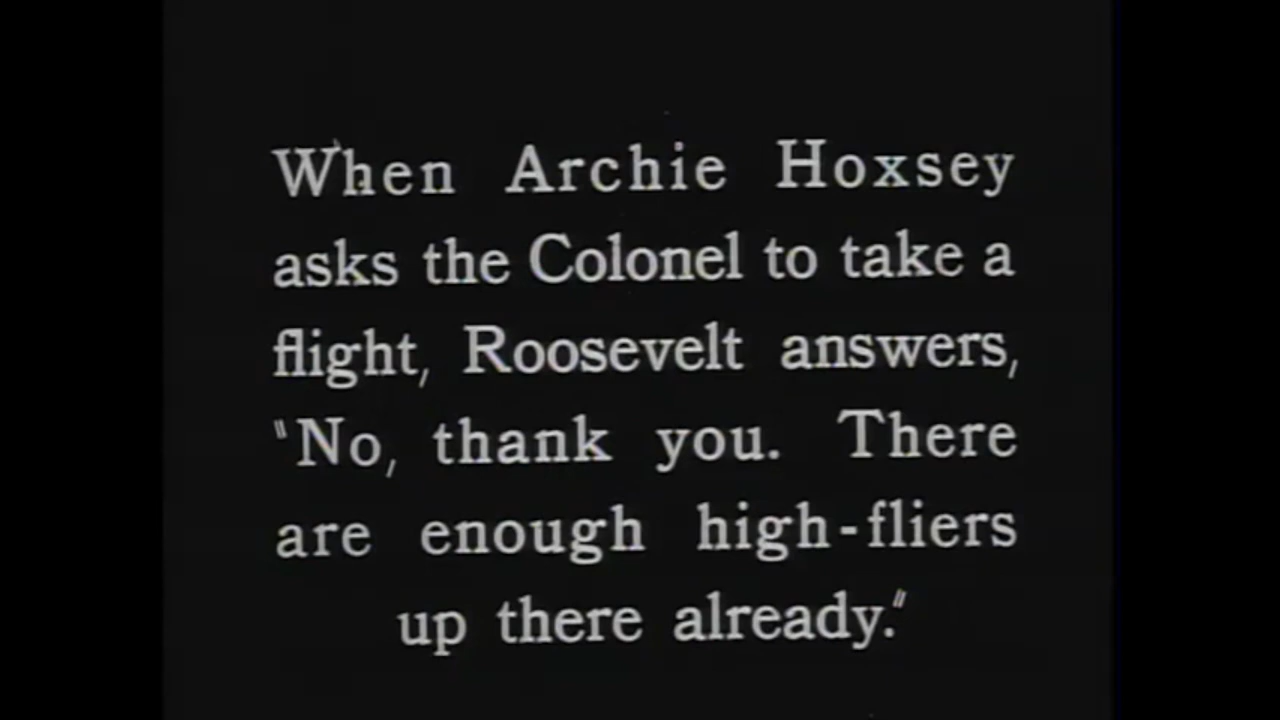 When Archie Hoxsey
asks the Colonel to take a
flight, Roosevelt answers,
"No, thank you. There
are enough high-fliers
up there already."